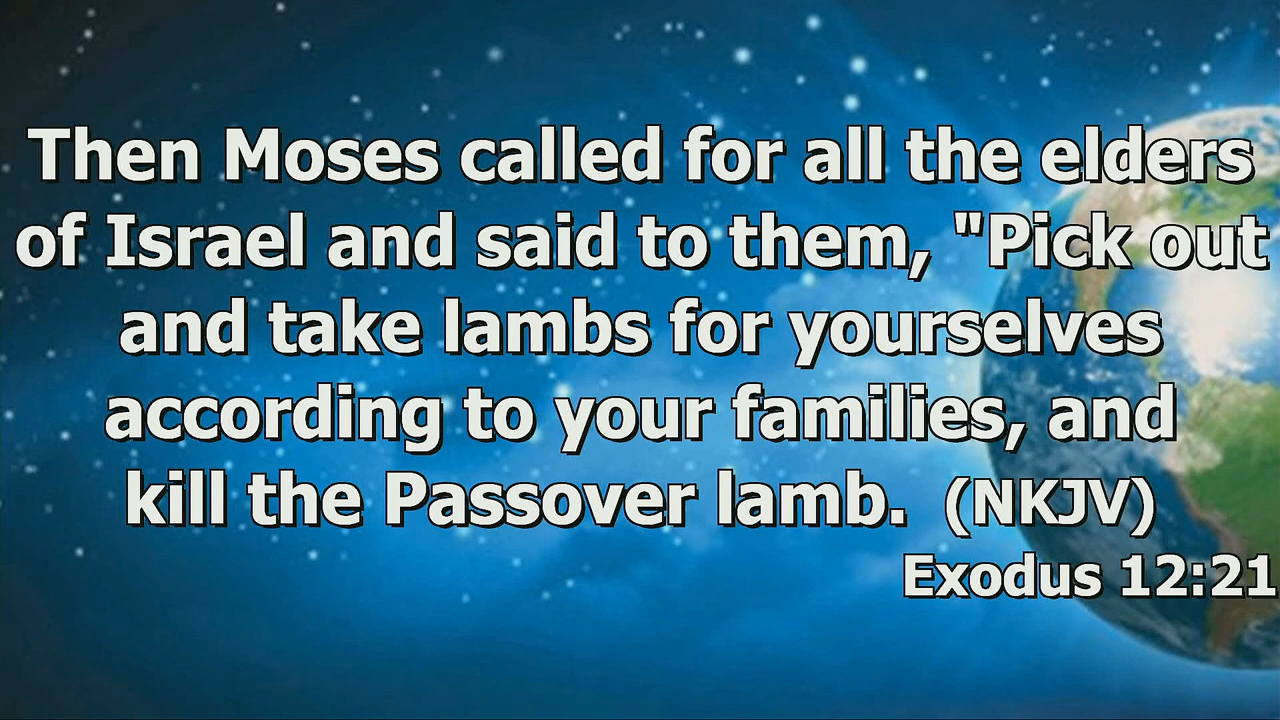 Then Moses called for all the elders
of Israel and said to them, "Pick out
and take lambs for yourselves
according to your families, and
kill the Passover lamb. (NKJV)
Exodus 12:21